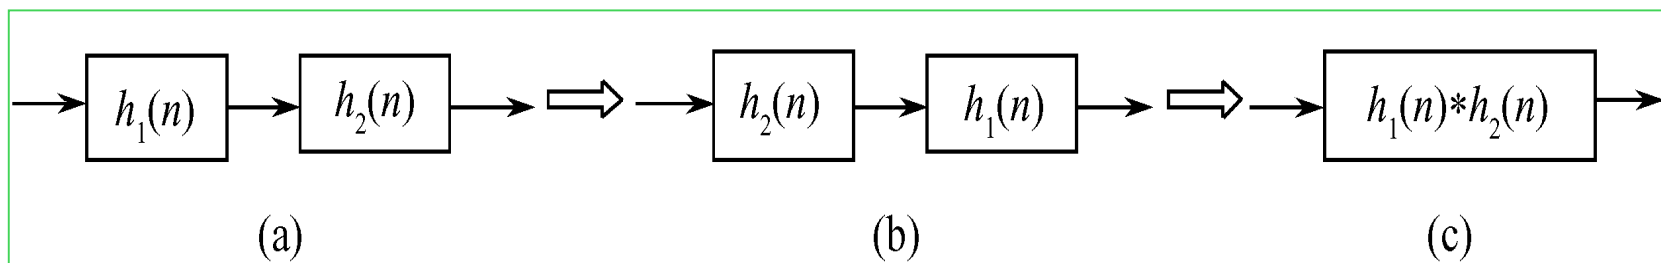 h₁(n) h₂(n) h₂(n) h₁(n) h₁(n)*h₂(n)
(a) (b) (c)